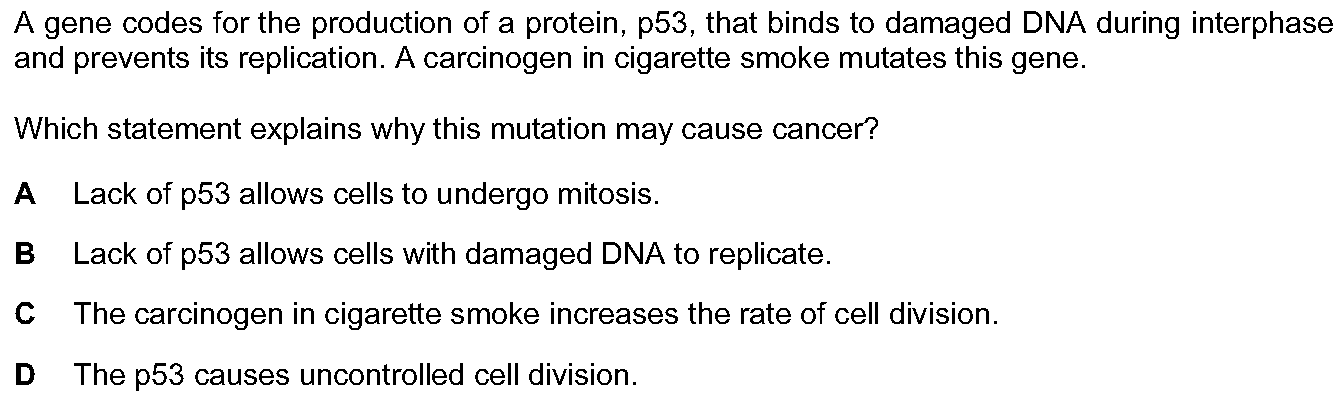 A gene codes for the production of a protein, p53, that binds to damaged DNA during interphase
and prevents its replication. A carcinogen in cigarette smoke mutates this gene.
Which statement explains why this mutation may cause cancer?
A Lack of p53 allows cells to undergo mitosis.
B Lack of p53 allows cells with damaged DNA to replicate.
C The carcinogen in cigarette smoke increases the rate of cell division.
D The p53 causes uncontrolled cell division.